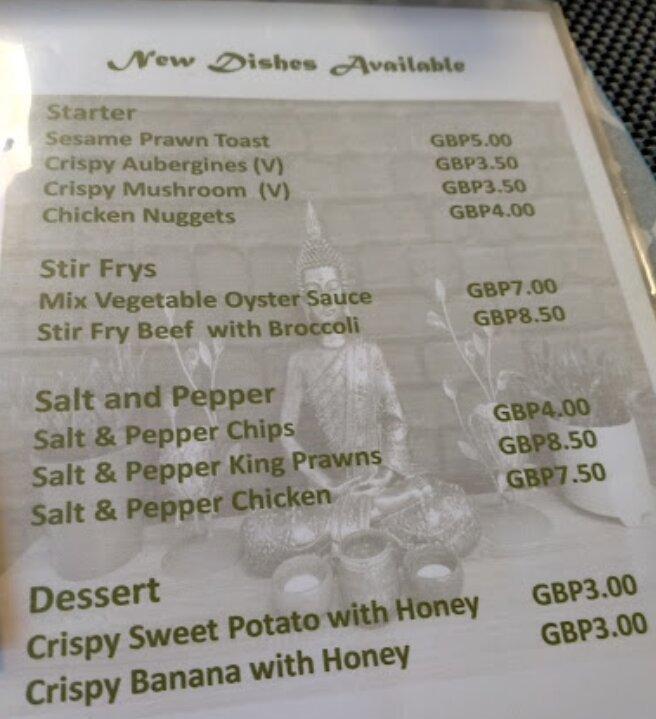 New Dishes Available
Starter
Sesame Prawn Toast GBP5.00
Crispy Aubergines (V) GBP3.50
Crispy Mushroom (V) GBP3.50
Chicken Nuggets GBP4.00
Stir Frys
Mix Vegetable Oyster Sauce GBP7.00
Stir Fry Beef with Broccoli GBP8.50
Salt and Pepper
Salt & Pepper Chips GBP4.00
Salt & Pepper King Prawns GBP8.50
Salt & Pepper Chicken GBP7.50
Dessert
Crispy Sweet Potato with Honey GBP3.00
Crispy Banana with Honey GBP3.00